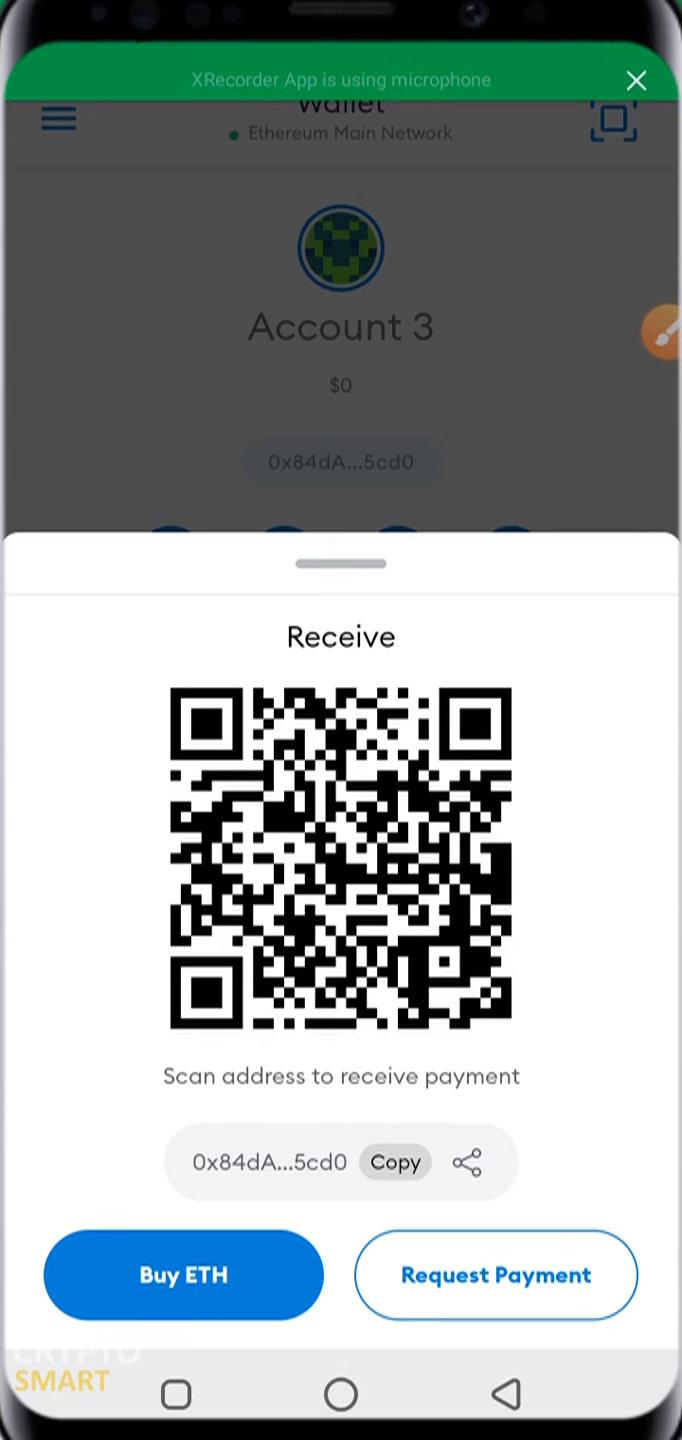 XRecorder App is using microphone
Wallet
Ethereum Main Network
Account 3
$0
0x84dA...5cd0
Receive
Scan address to receive payment
0x84dA...5cd0 Copy
Buy ETH
Request Payment
CRYPTO
SMART